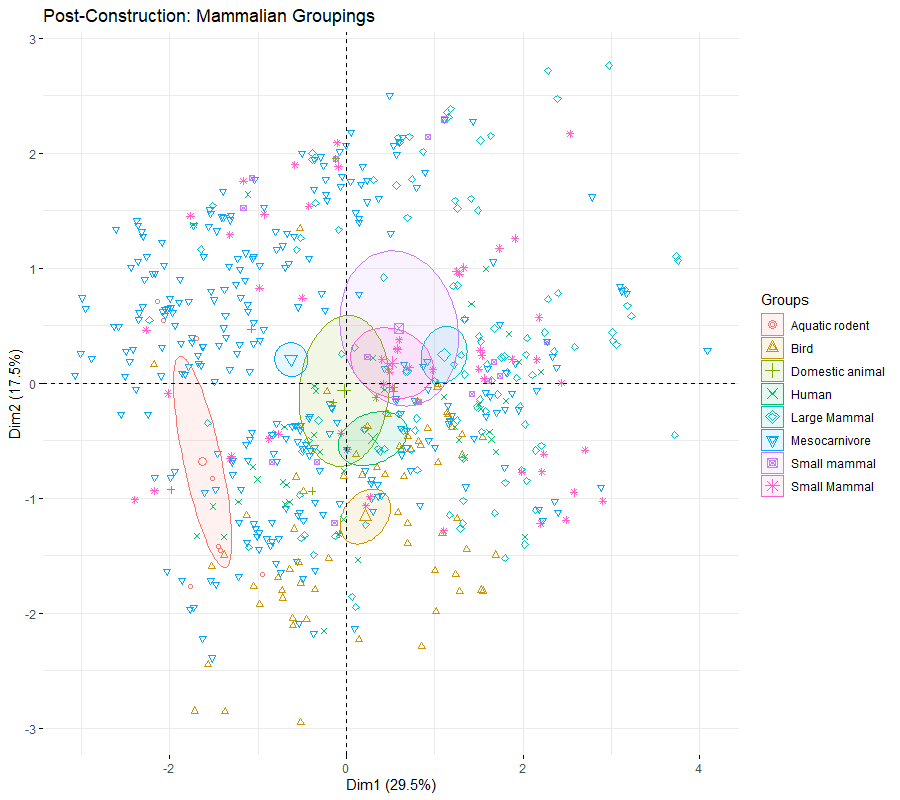 Post-Construction: Mammalian Groupings
3
2
1
0
-1
-2
-3
Dim2 (17.5%)
-2
0
2
4
Dim1 (29.5%)
Groups
Aquatic rodent
Bird
Domestic animal
Human
Large Mammal
Mesocarnivore
Small mammal
Small Mammal